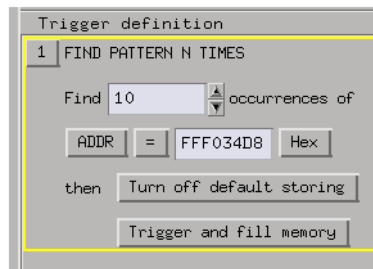 Trigger definition
1 FIND PATTERN N TIMES
Find 10 occurrences of
ADDR = FFF034D8 Hex
then Turn off default storing
Trigger and fill memory